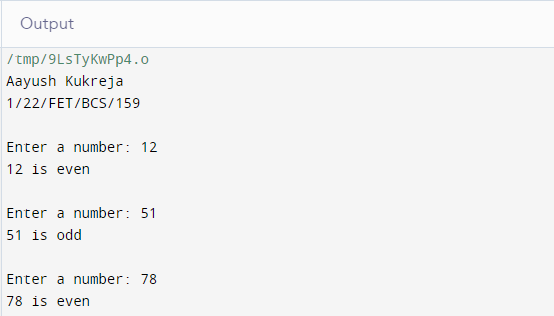 Output
/tmp/9LsTyKwPp4.o
Aayush Kukreja
1/22/FET/BCS/159
Enter a number: 12
12 is even
Enter a number: 51
51 is odd
Enter a number: 78
78 is even